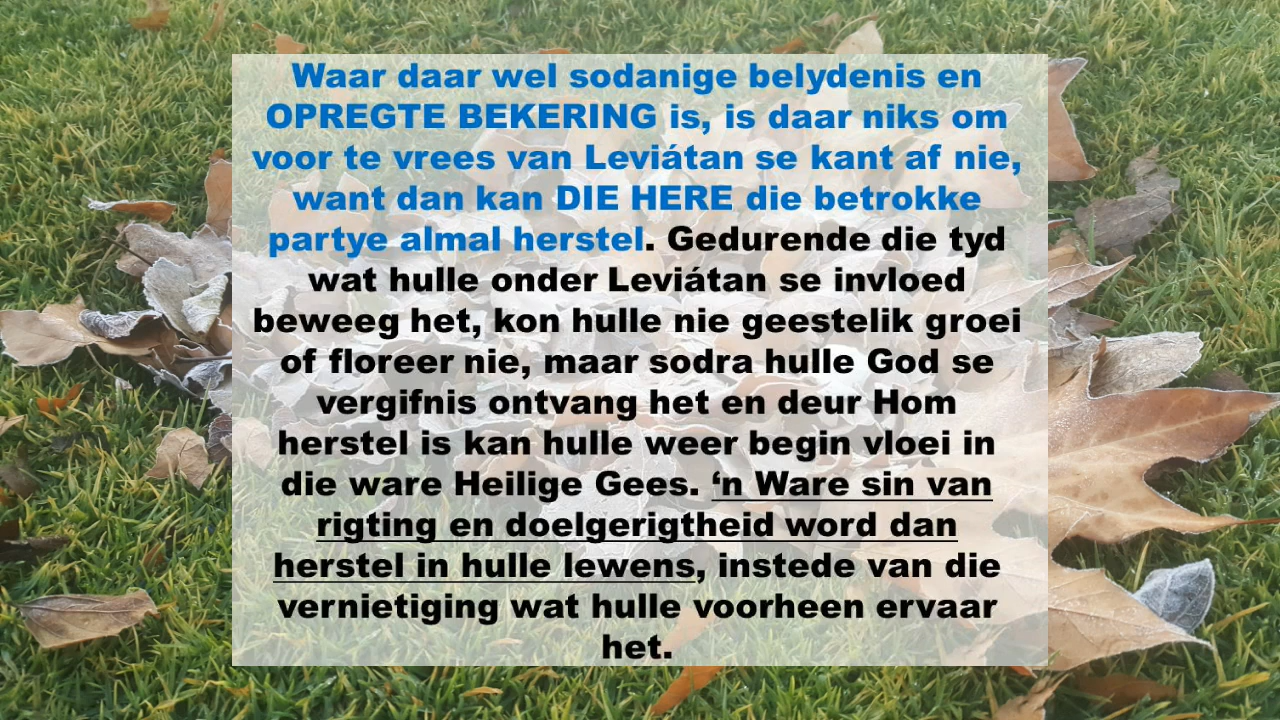 Waar daar wel sodanige belydenis en
OPREGTE BEKERING is, is daar niks om
voor te vrees van Leviátan se kant af nie,
want dan kan DIE HERE die betrokke
partye almal herstel. Gedurende die tyd
wat hulle onder Leviátan se invloed
beweeg het, kon hulle nie geestelik groei
of floreer nie, maar sodra hulle God se
vergifnis ontvang het en deur Hom
herstel is kan hulle weer begin vloei in
die ware Heilige Gees. ‘n Ware sin van
rigting en doelgerigtheid word dan
herstel in hulle lewens, instede van die
vernietiging wat hulle voorheen ervaar
het.